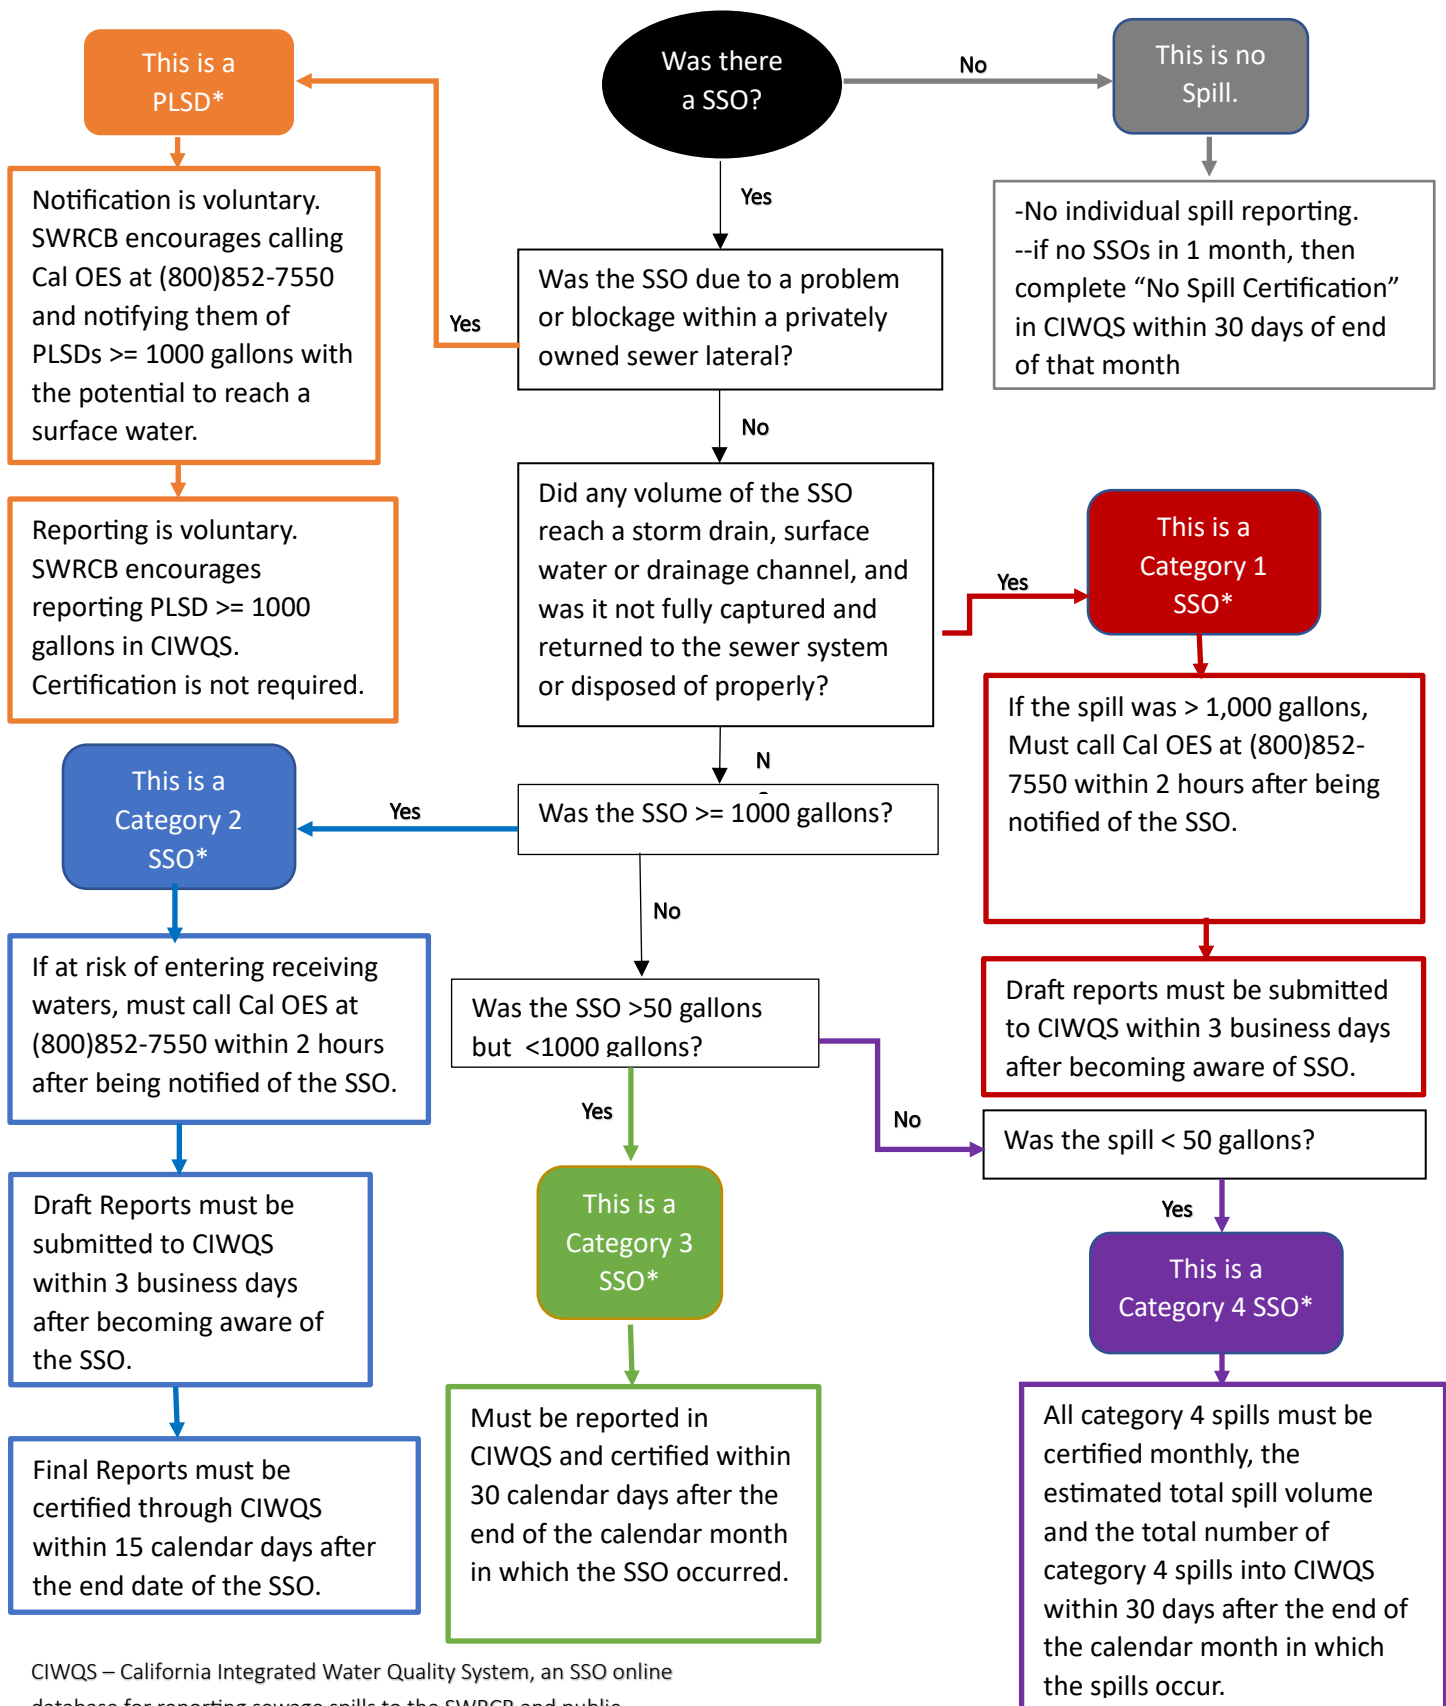 Was there
a SSO?
No
This is no
Spill.
-No individual spill reporting.
--if no SSOs in 1 month, then
complete “No Spill Certification”
in CIWQS within 30 days of end
of that month
Yes
Was the SSO due to a problem
or blockage within a privately
owned sewer lateral?
Yes
This is a
PLSD*
Notification is voluntary.
SWRCB encourages calling
Cal OES at (800)852-7550
and notifying them of
PLSDs >= 1000 gallons with
the potential to reach a
surface water.
Reporting is voluntary.
SWRCB encourages
reporting PLSD >= 1000
gallons in CIWQS.
Certification is not required.
No
Did any volume of the SSO
reach a storm drain, surface
water or drainage channel, and
was it not fully captured and
returned to the sewer system
or disposed of properly?
Yes
This is a
Category 1
SSO*
If the spill was > 1,000 gallons,
Must call Cal OES at (800)852-
7550 within 2 hours after being
notified of the SSO.
Draft reports must be submitted
to CIWQS within 3 business days
after becoming aware of SSO.
N
Was the SSO >= 1000 gallons?
Yes
This is a
Category 2
SSO*
If at risk of entering receiving
waters, must call Cal OES at
(800)852-7550 within 2 hours
after being notified of the SSO.
Draft Reports must be
submitted to CIWQS
within 3 business days
after becoming aware of
the SSO.
Final Reports must be
certified through CIWQS
within 15 calendar days after
the end date of the SSO.
No
Was the SSO >50 gallons
but <1000 gallons?
Yes
This is a
Category 3
SSO*
Must be reported in
CIWQS and certified within
30 calendar days after the
end of the calendar month
in which the SSO occurred.
No
Was the spill < 50 gallons?
Yes
This is a
Category 4 SSO*
All category 4 spills must be
certified monthly, the
estimated total spill volume
and the total number of
category 4 spills into CIWQS
within 30 days after the end of
the calendar month in which
the spills occur.
CIWQS – California Integrated Water Quality System, an SSO online
database for reporting sewage spills to the SWRCB and public